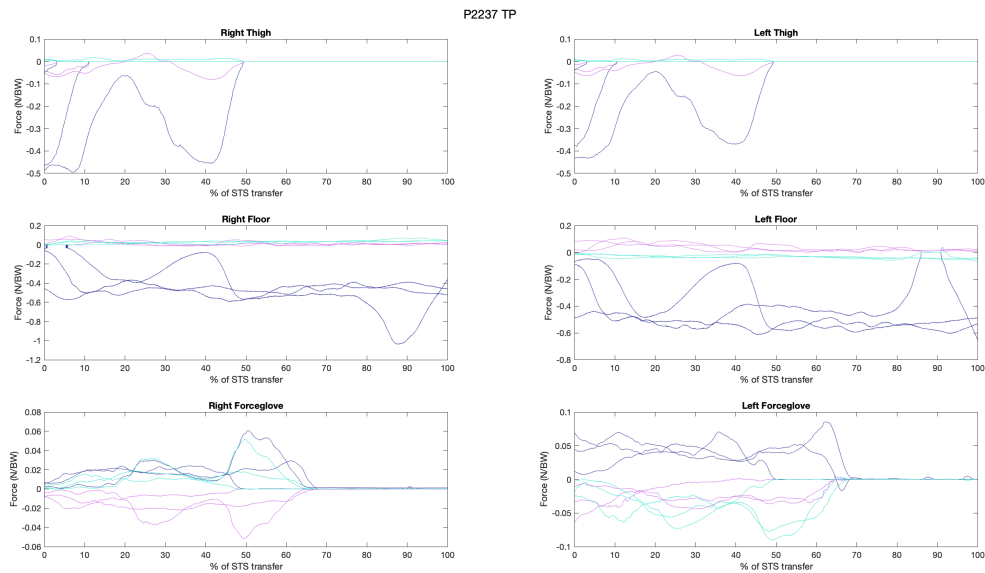 P2237 TP
Right Thigh
Left Thigh
0.1
0
-0.1
-0.2
-0.3
-0.4
-0.5
Force (N/BW)
0 10 20 30 40 50 60 70 80 90 100
% of STS transfer
0.1
0
-0.1
-0.2
-0.3
-0.4
-0.5
Force (N/BW)
0 10 20 30 40 50 60 70 80 90 100
% of STS transfer
Right Floor
Left Floor
0.2
0
-0.2
-0.4
-0.6
-0.8
-1
-1.2
Force (N/BW)
0 10 20 30 40 50 60 70 80 90 100
% of STS transfer
0.2
0
-0.2
-0.4
-0.6
-0.8
Force (N/BW)
0 10 20 30 40 50 60 70 80 90 100
% of STS transfer
Right Forceglove
Left Forceglove
0.08
0.06
0.04
0.02
0
-0.02
-0.04
-0.06
Force (N/BW)
0 10 20 30 40 50 60 70 80 90 100
% of STS transfer
0.1
0.05
0
-0.05
-0.1
Force (N/BW)
0 10 20 30 40 50 60 70 80 90 100
% of STS transfer